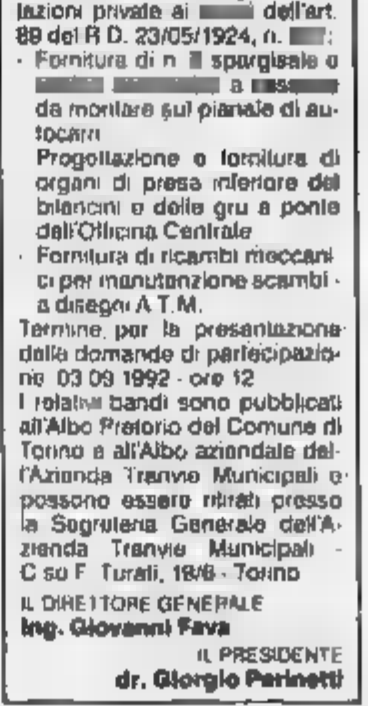 tazioni private ai dell'art.
89 del R D. 23/05/1924, n.
- Fornitura di n spargisale o
a
da montare sul pianale di au-
tocarri
Progettazione e fornitura di
organi di presa inferiore dei
bilancini e delle gru a ponte
dell'Officina Centrale
- Fornitura di ricambi meccani
ci per manutenzione scambi -
a disegni A T.M.
Termine per la presentazione
delle domande di partecipazio-
ne 03 09 1992 - ore 12
I relativi bandi sono pubblicati
all'Albo Pretorio del Comune di
Torino e all'Albo aziendale del-
l'Azienda Tranvie Municipali e
possono essere ritirati presso
la Segreteria Generale dell'A-
zienda Tranvie Municipali -
C so F Turati, 19/6 - Torino
IL DIRETTORE GENERALE
Ing. Giovanni Fava
IL PRESIDENTE
dr. Giorgio Perinetti